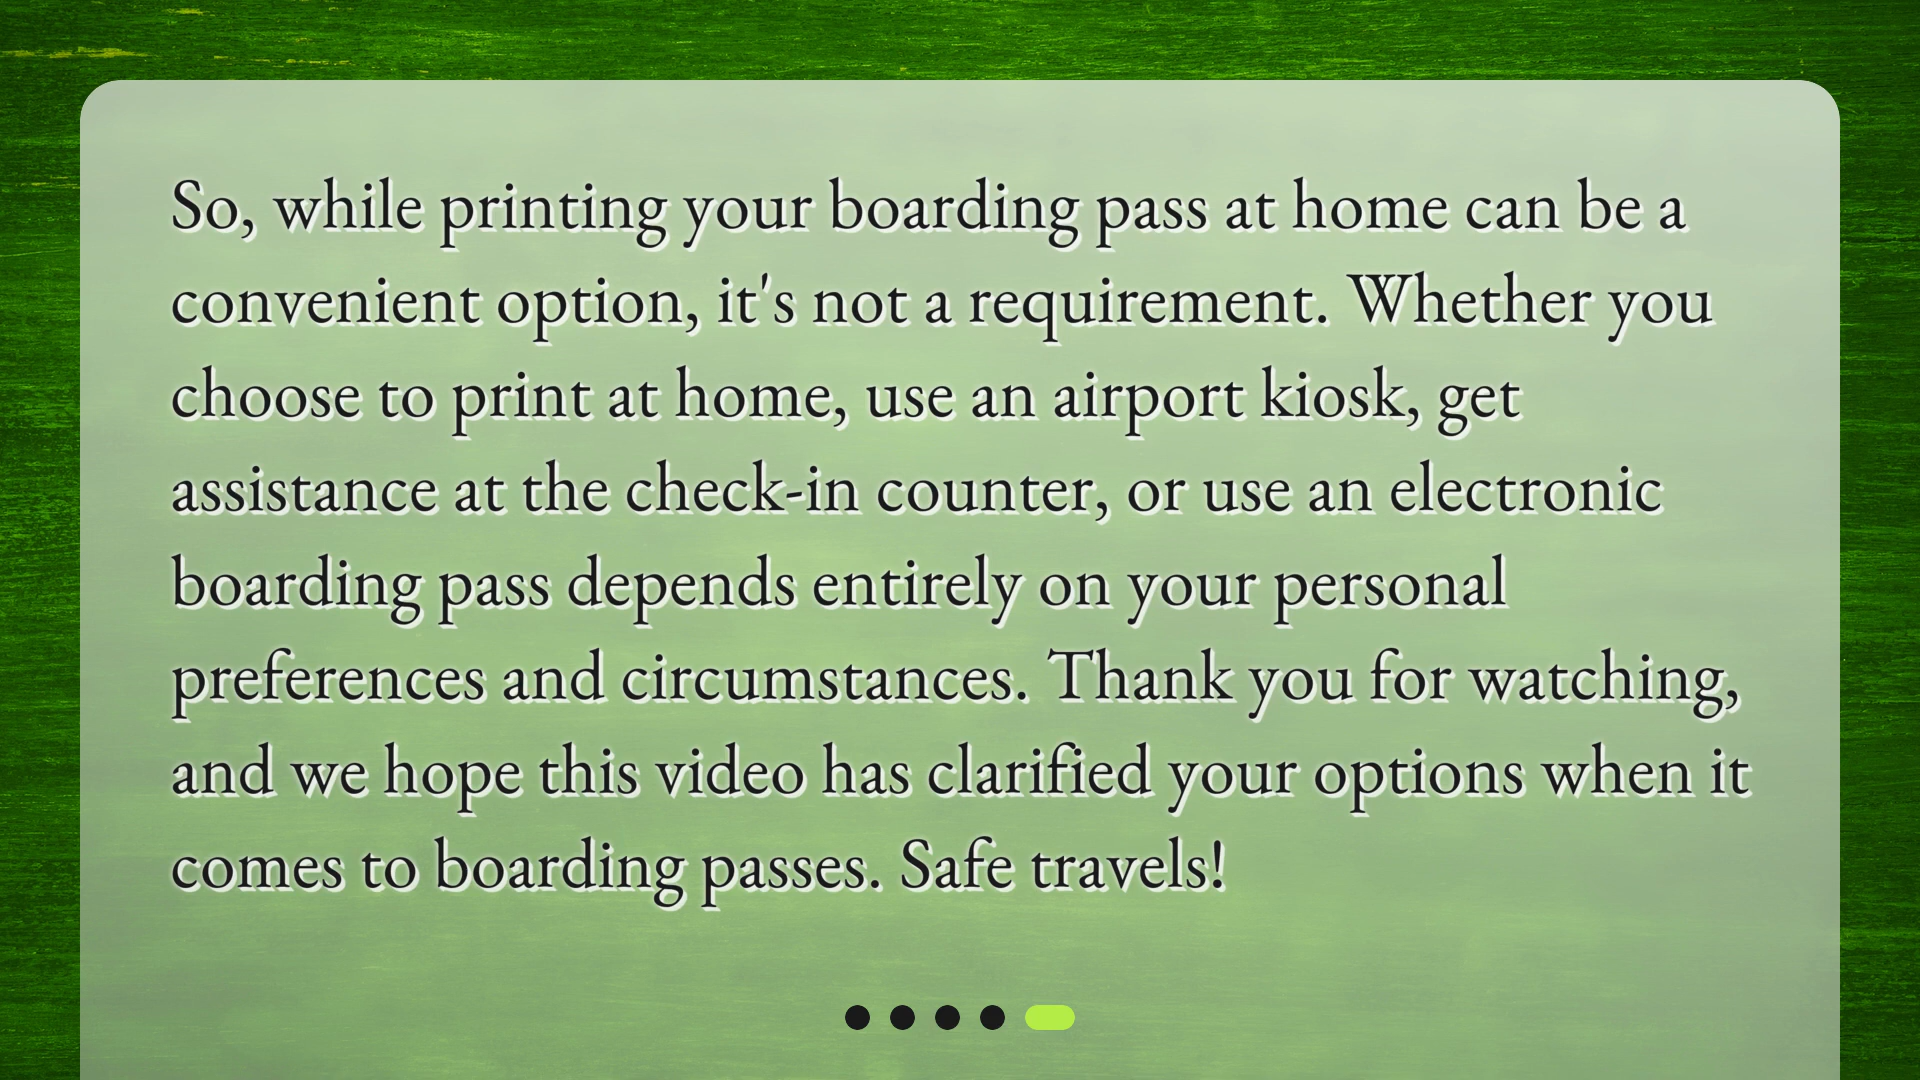 So, while printing your boarding pass at home can be a
convenient option, it's not a requirement. Whether you
choose to print at home, use an airport kiosk, get
assistance at the check-in counter, or use an electronic
boarding pass depends entirely on your personal
preferences and circumstances. Thank you for watching,
and we hope this video has clarified your options when it
comes to boarding passes. Safe travels!